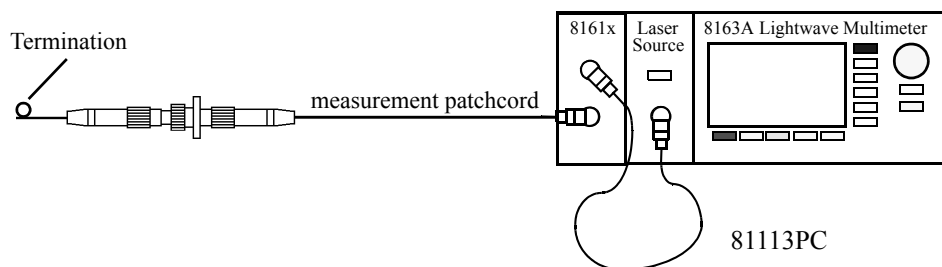 Termination
measurement patchcord
8161x
Laser
Source
8163A Lightwave Multimeter
81113PC